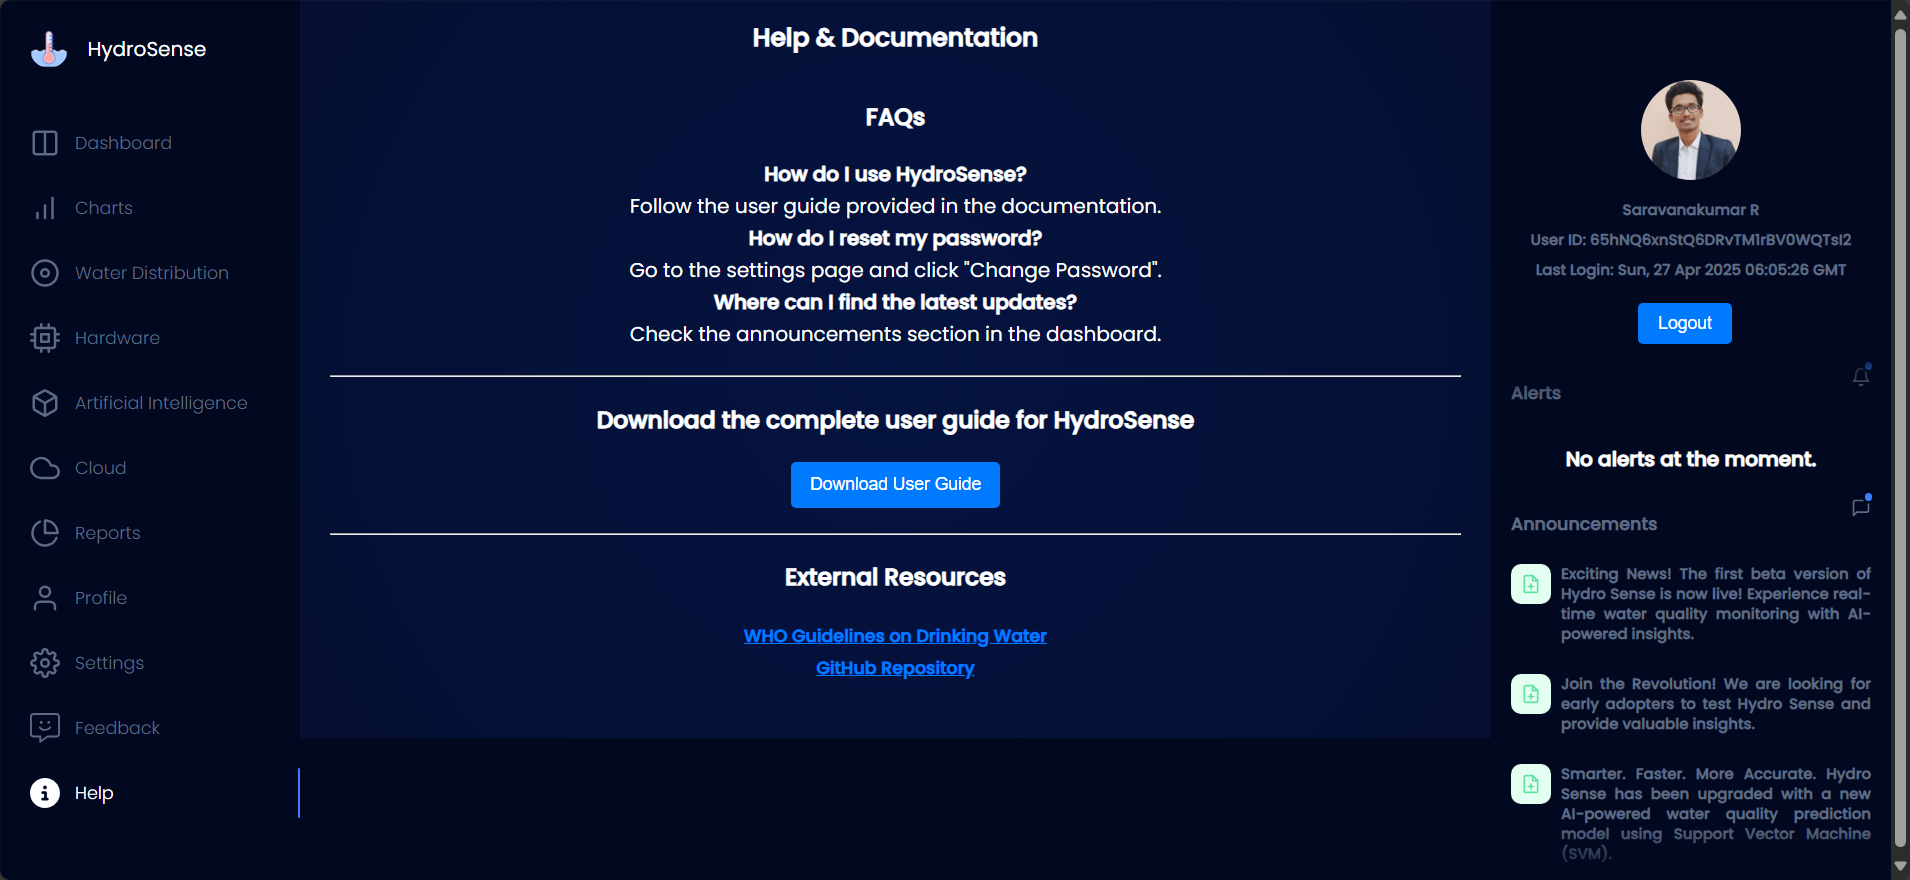 HydroSense
Dashboard
Charts
Water Distribution
Hardware
Artificial Intelligence
Cloud
Reports
Profile
Settings
Feedback
Help
Help & Documentation
FAQs
How do I use HydroSense?
Follow the user guide provided in the documentation.
How do I reset my password?
Go to the settings page and click "Change Password".
Where can I find the latest updates?
Check the announcements section in the dashboard.
Download the complete user guide for HydroSense
Download User Guide
External Resources
WHO Guidelines on Drinking Water
GitHub Repository
Saravanakumar R
User ID: 65hNQ6xnStQ6DRvTM1rBV0WQTsI2
Last Login: Sun, 27 Apr 2025 06:05:26 GMT
Logout
Alerts
No alerts at the moment.
Announcements
Exciting News! The first beta version of
Hydro Sense is now live! Experience real-
time water quality monitoring with AI-
powered insights.
Join the Revolution! We are looking for
early adopters to test Hydro Sense and
provide valuable insights.
Smarter. Faster. More Accurate. Hydro
Sense has been upgraded with a new
AI-powered water quality prediction
model using Support Vector Machine
(SVM).